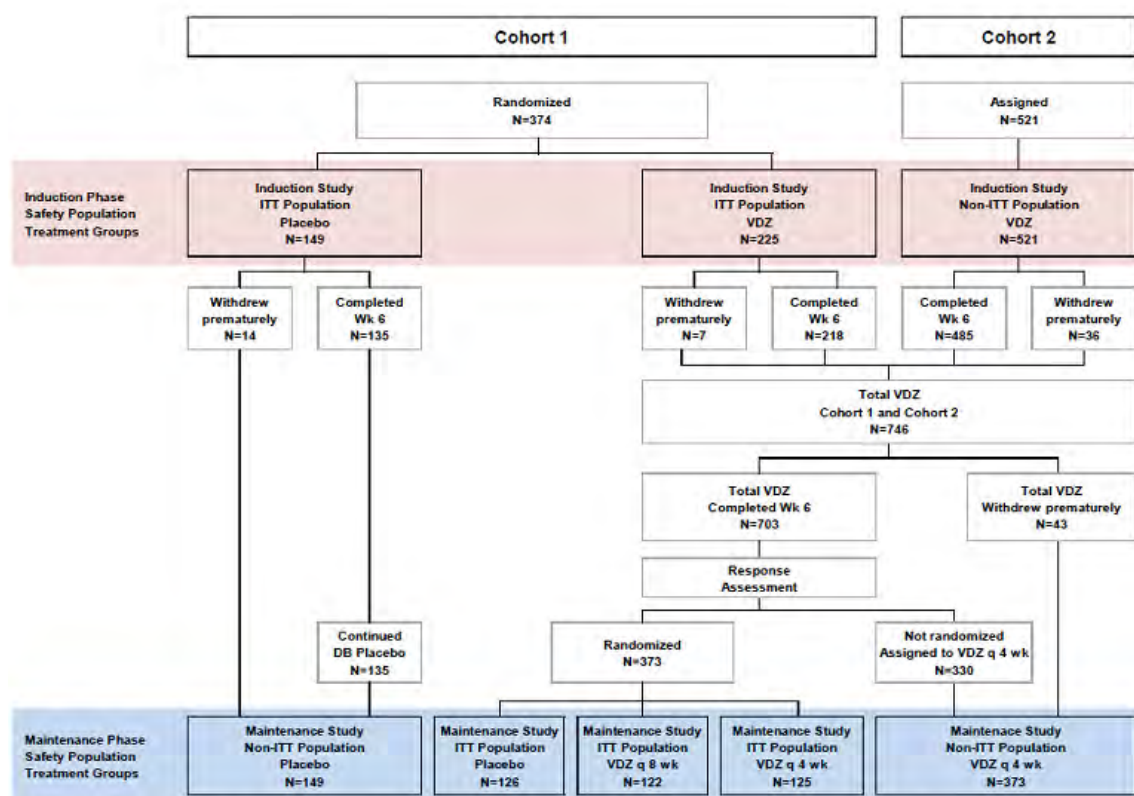 Cohort 1
Cohort 2
Randomized
N=374
Assigned
N=521
Induction Phase
Safety Population
Treatment Groups
Induction Study
ITT Population
Placebo
N=149
Induction Study
ITT Population
VDZ
N=225
Induction Study
Non-ITT Population
VDZ
N=521
Withdrew
prematurely
N=14
Completed
Wk 6
N=135
Withdrew
prematurely
N=7
Completed
Wk 6
N=218
Completed
Wk 6
N=485
Withdrew
prematurely
N=36
Total VDZ
Cohort 1 and Cohort 2
N=746
Total VDZ
Completed Wk 6
N=703
Total VDZ
Withdrew prematurely
N=43
Response
Assessment
Continued
DB Placebo
N=135
Randomized
N=373
Not randomized
Assigned to VDZ q 4 wk
N=330
Maintenance Phase
Safety Population
Treatment Groups
Maintenance Study
Non-ITT Population
Placebo
N=149
Maintenance Study
ITT Population
Placebo
N=126
Maintenance Study
ITT Population
VDZ q 8 wk
N=122
Maintenance Study
ITT Population
VDZ q 4 wk
N=125
Maintenance Study
Non-ITT Population
VDZ q 4 wk
N=373